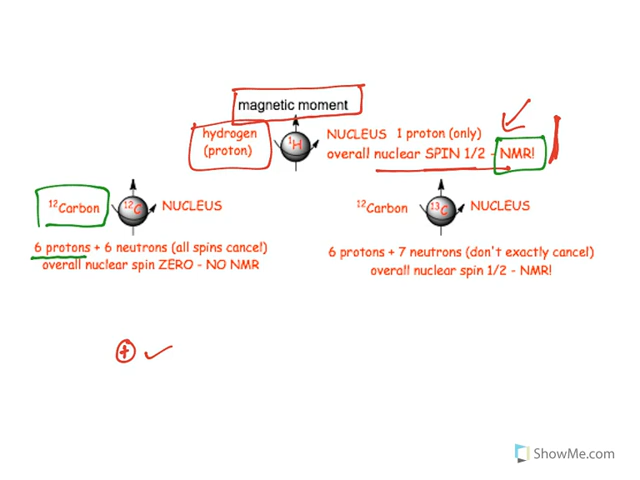 magnetic moment
hydrogen
(proton)
¹H
NUCLEUS 1 proton (only)
overall nuclear SPIN 1/2 - NMR!
¹²Carbon
¹²C
NUCLEUS
6 protons + 6 neutrons (all spins cancel)
overall nuclear spin ZERO - NO NMR
¹²Carbon
¹³C
NUCLEUS
6 protons + 7 neutrons (don't exactly cancel)
overall nuclear spin 1/2 - NMR!
+
ShowMe.com